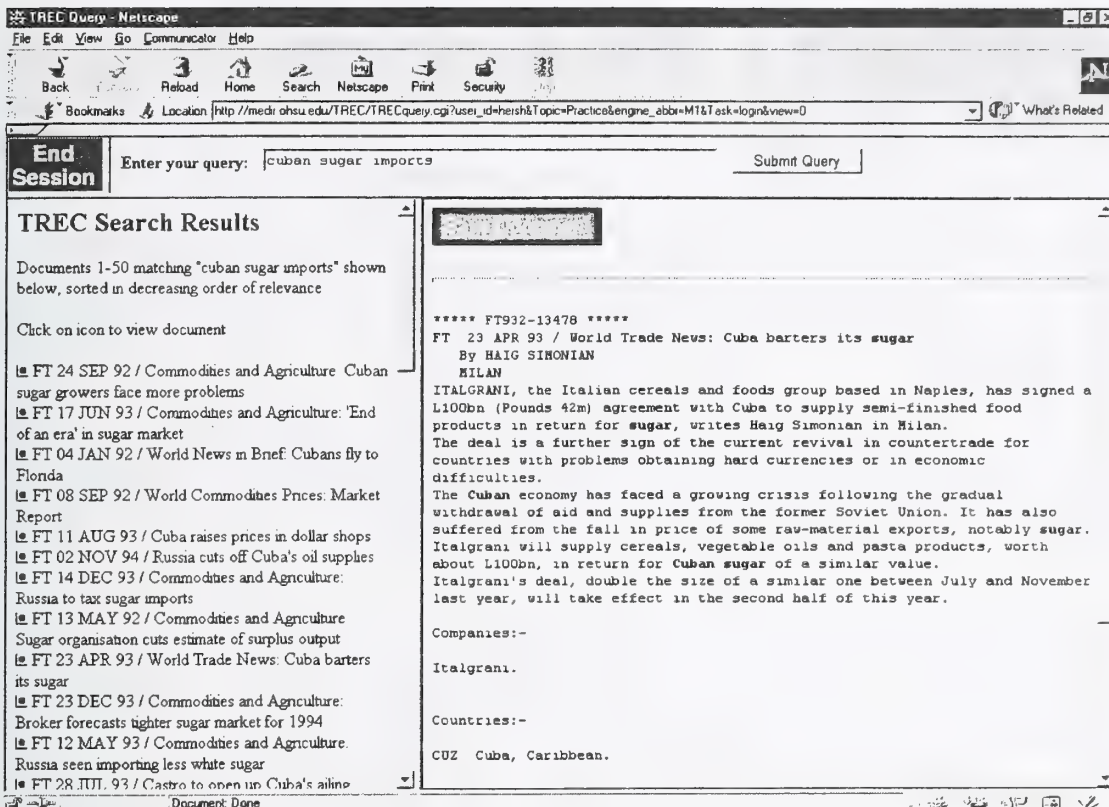 TREC Query - Netscape
File Edit View Go Communicator Help
Back Reload Home Search Netscape Print Security
Bookmarks Location http://medir ohsu edu/TREC/TRECquery.cgi?user_id=hersh&Topic=Practice&engine_abbr=M1&Task=login&view=0 What's Related
End Session
Enter your query: cuban sugar imports Submit Query
TREC Search Results
Documents 1-50 matching "cuban sugar imports" shown
below, sorted in decreasing order of relevance
Click on icon to view document
FT 24 SEP 92 / Commodities and Agriculture Cuban
sugar growers face more problems
FT 17 JUN 93 / Commodities and Agriculture: 'End
of an era' in sugar market
FT 04 JAN 92 / World News in Brief: Cubans fly to
Florida
FT 08 SEP 92 / World Commodities Prices: Market
Report
FT 11 AUG 93 / Cuba raises prices in dollar shops
FT 02 NOV 94 / Russia cuts off Cuba's oil supplies
FT 14 DEC 93 / Commodities and Agriculture:
Russia to tax sugar imports
FT 13 MAY 92 / Commodities and Agriculture
Sugar organisation cuts estimate of surplus output
FT 23 APR 93 / World Trade News: Cuba barters
its sugar
FT 23 DEC 93 / Commodities and Agriculture:
Broker forecasts tighter sugar market for 1994
FT 12 MAY 93 / Commodities and Agriculture.
Russia seen importing less white sugar
FT 28 JUL 93 / Castro to open up Cuba's ailing
***** FT932-13478 *****
FT 23 APR 93 / World Trade News: Cuba barters its sugar
By HAIG SIMONIAN
MILAN
ITALGRANI, the Italian cereals and foods group based in Naples, has signed a
L100bn (Pounds 42m) agreement with Cuba to supply semi-finished food
products in return for sugar, writes Haig Simonian in Milan.
The deal is a further sign of the current revival in countertrade for
countries with problems obtaining hard currencies or in economic
difficulties.
The Cuban economy has faced a growing crisis following the gradual
withdrawal of aid and supplies from the former Soviet Union. It has also
suffered from the fall in price of some raw-material exports, notably sugar.
Italgrani will supply cereals, vegetable oils and pasta products, worth
about L100bn, in return for Cuban sugar of a similar value.
Italgrani's deal, double the size of a similar one between July and November
last year, will take effect in the second half of this year.
Companies:-
Italgrani.
Countries:-
CUZ Cuba, Caribbean.
Document: Done